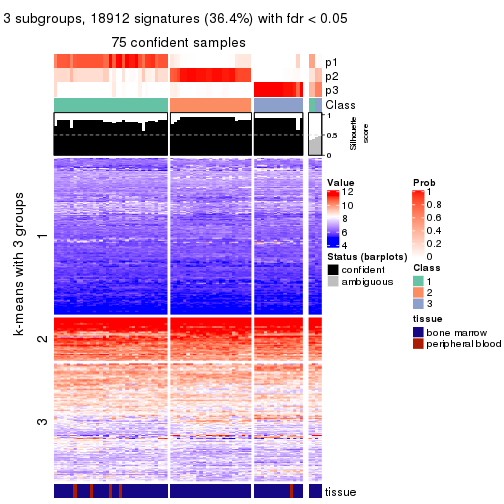 3 subgroups, 18912 signatures (36.4%) with fdr < 0.05
75 confident samples
p1
p2
p3
Class
1
0.5
0
Silhouette
score
k-means with 3 groups
1
2
3
tissue
Value
12
10
8
6
4
Status (barplots)
confident
ambiguous
Prob
1
0.8
0.6
0.4
0.2
0
Class
1
2
3
tissue
bone marrow
peripheral blood